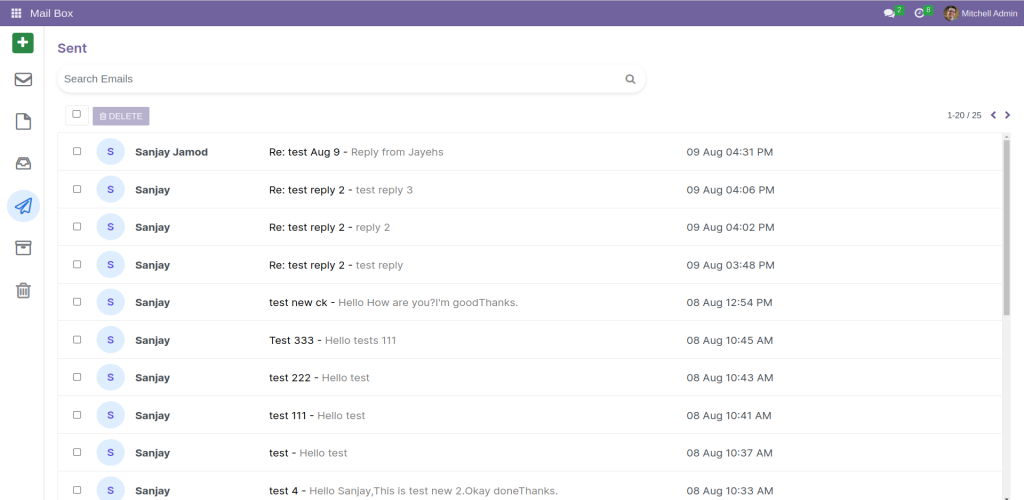 Mail Box 2 8 Mitchell Admin
Sent
Search Emails
DELETE 1-20 / 25
S Sanjay Jamod Re: test Aug 9 - Reply from Jayehs 09 Aug 04:31 PM
S Sanjay Re: test reply 2 - test reply 3 09 Aug 04:06 PM
S Sanjay Re: test reply 2 - reply 2 09 Aug 04:02 PM
S Sanjay Re: test reply 2 - test reply 09 Aug 03:48 PM
S Sanjay test new ck - Hello How are you?I'm goodThanks. 08 Aug 12:54 PM
S Sanjay Test 333 - Hello tests 111 08 Aug 10:45 AM
S Sanjay test 222 - Hello test 08 Aug 10:43 AM
S Sanjay test 111 - Hello test 08 Aug 10:41 AM
S Sanjay test - Hello test 08 Aug 10:37 AM
S Sanjay test 4 - Hello Sanjay,This is test new 2.Okay doneThanks. 08 Aug 10:33 AM